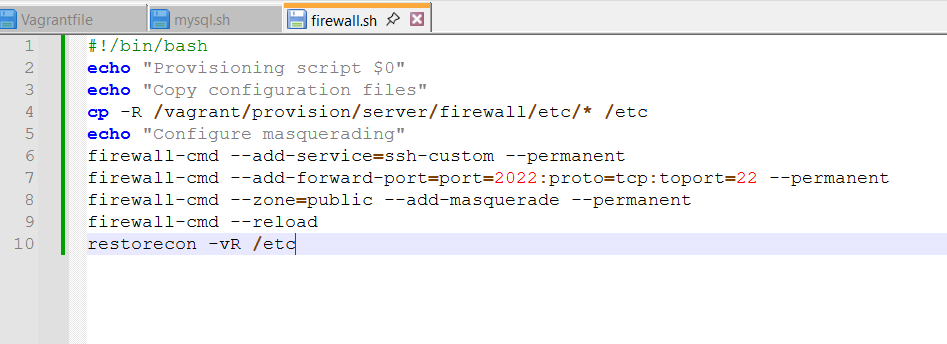 Vagrantfile mysql.sh firewall.sh
1 #!/bin/bash
2 echo "Provisioning script $0"
3 echo "Copy configuration files"
4 cp -R /vagrant/provision/server/firewall/etc/* /etc
5 echo "Configure masquerading"
6 firewall-cmd --add-service=ssh-custom --permanent
7 firewall-cmd --add-forward-port=port=2022:proto=tcp:toport=22 --permanent
8 firewall-cmd --zone=public --add-masquerade --permanent
9 firewall-cmd --reload
10 restorecon -vR /etc